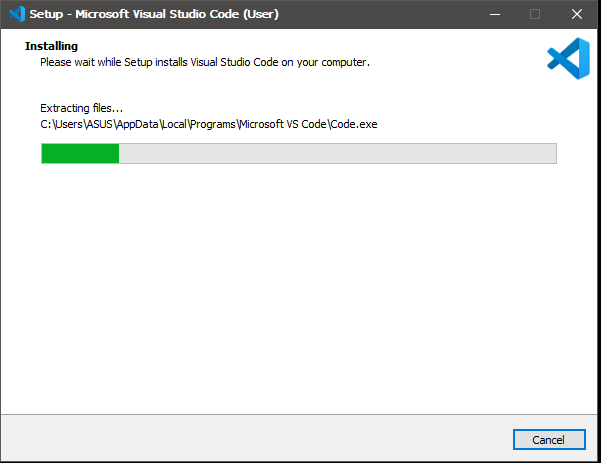 Setup - Microsoft Visual Studio Code (User)
Installing
Please wait while Setup installs Visual Studio Code on your computer.
Extracting files...
C:\Users\ASUS\AppData\Local\Programs\Microsoft VS Code\Code.exe
Cancel